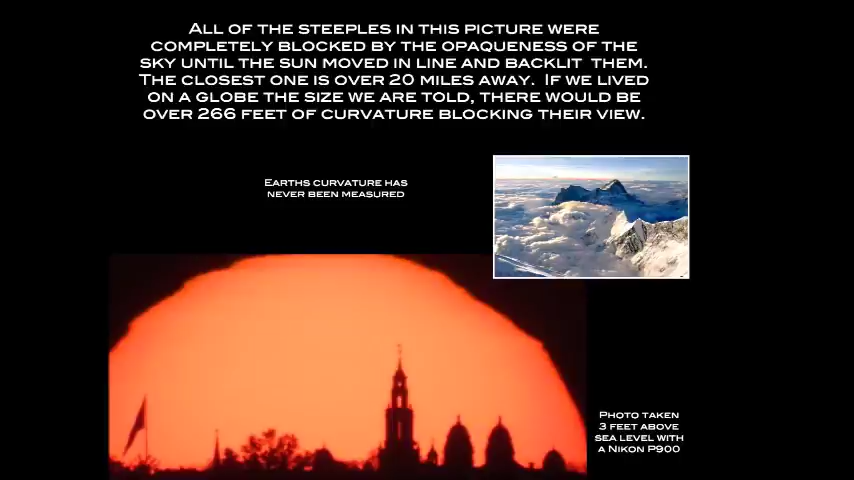 All of the steeples in this picture were
completely blocked by the opaqueness of the
sky until the sun moved in line and backlit them.
The closest one is over 20 miles away. If we lived
on a globe the size we are told, there would be
over 266 feet of curvature blocking their view.
Earths curvature has
never been measured
Photo taken
3 feet above
sea level with
a Nikon P900